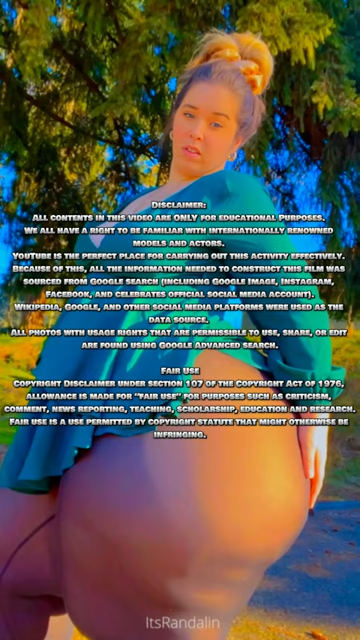 Disclaimer:
All contents in this video are ONLY for educational Purposes.
We all have a right to be familiar with internationally renowned
models and actors.
YouTube is the perfect place for carrying out this activity effectively.
Because of this, all the information needed to construct this film was
sourced from Google search (including Google Image, Instagram,
Facebook, and celebrates official social media account).
Wikipedia, Google, and other social media platforms were used as the
data source.
All photos with usage rights that are permissible to use, share, or edit
are found using Google Advanced search.
Fair Use
Copyright Disclaimer under section 107 of the Copyright Act of 1976,
allowance is made for "fair use" for purposes such as criticism,
comment, news reporting, teaching, scholarship, education and research.
Fair use is a use permitted by copyright statute that might otherwise be
infringing.
ItsRandalin